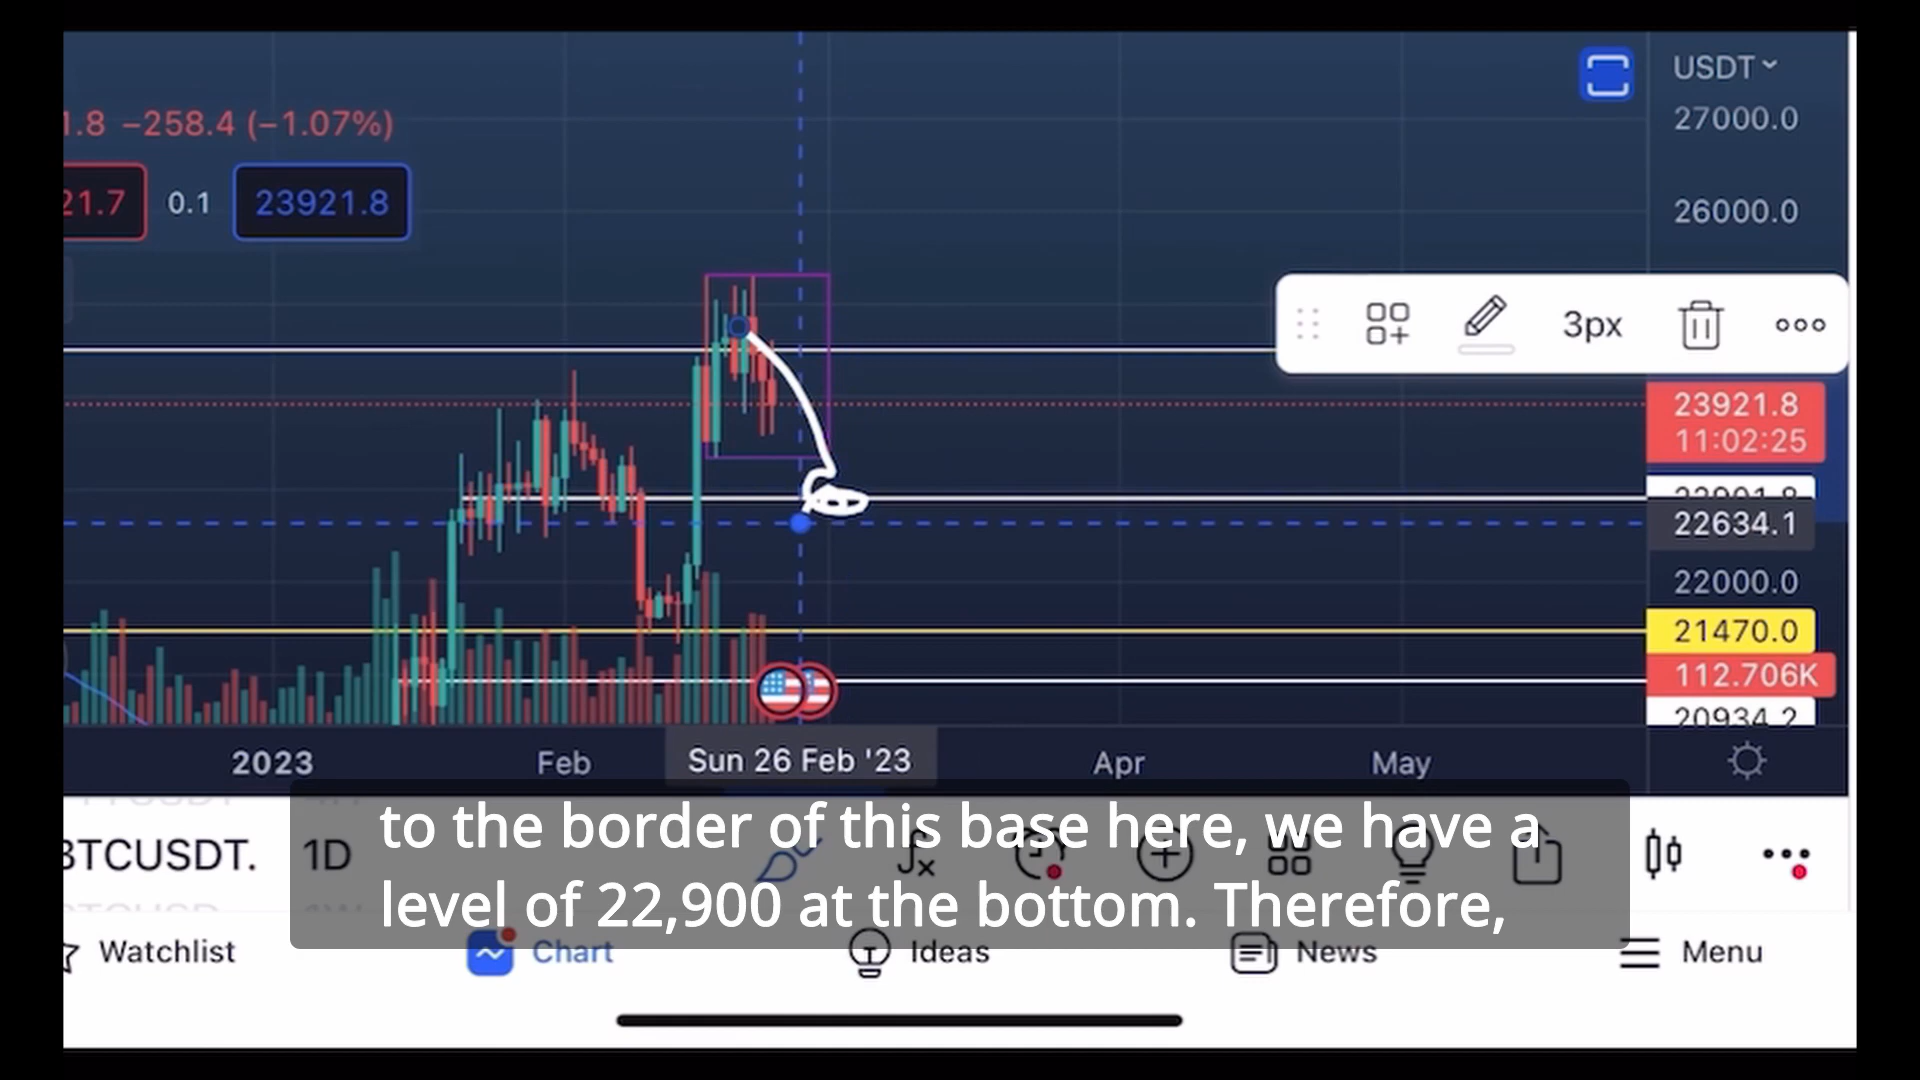 USDT
27000.0
1.8 −258.4 (−1.07%)
21.7 0.1 23921.8
26000.0
3px
23921.8
11:02:25
22901.8
22634.1
22000.0
21470.0
112.706K
20934.2
2023 Feb Sun 26 Feb '23 Apr May
to the border of this base here, we have a
level of 22,900 at the bottom. Therefore,
BTCUSDT. 1D
Watchlist Chart Ideas News Menu